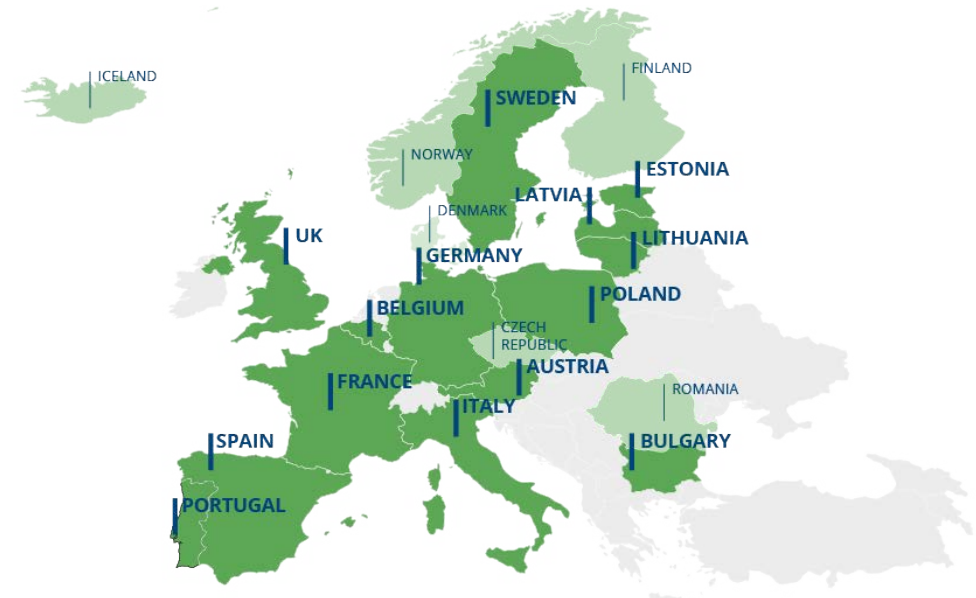 ICELAND
FINLAND
SWEDEN
NORWAY
ESTONIA
LATVIA
DENMARK
UK
LITHUANIA
GERMANY
POLAND
BELGIUM
CZECH
REPUBLIC
AUSTRIA
FRANCE
ROMANIA
ITALY
SPAIN
BULGARY
PORTUGAL